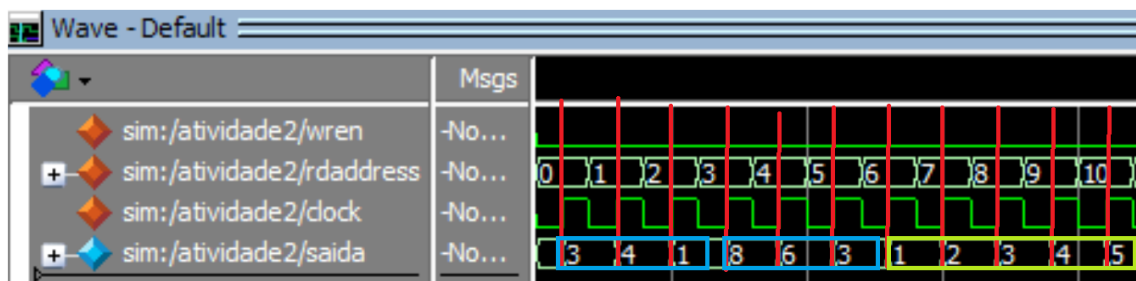 Wave - Default
Msgs
sim:/atividade2/wren -No...
sim:/atividade2/rdaddress -No... 0 1 2 3 4 5 6 7 8 9 10
sim:/atividade2/clock -No...
sim:/atividade2/saida -No... 3 4 1 8 6 3 1 2 3 4 5